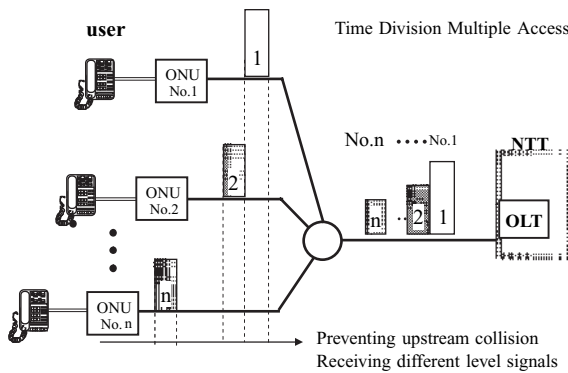 user
Time Division Multiple Access
1
ONU
No.1
No.n ····No.1
NTT
2
ONU
No.2
n ·· 2 1
OLT
n
ONU
No.n
Preventing upstream collision
Receiving different level signals